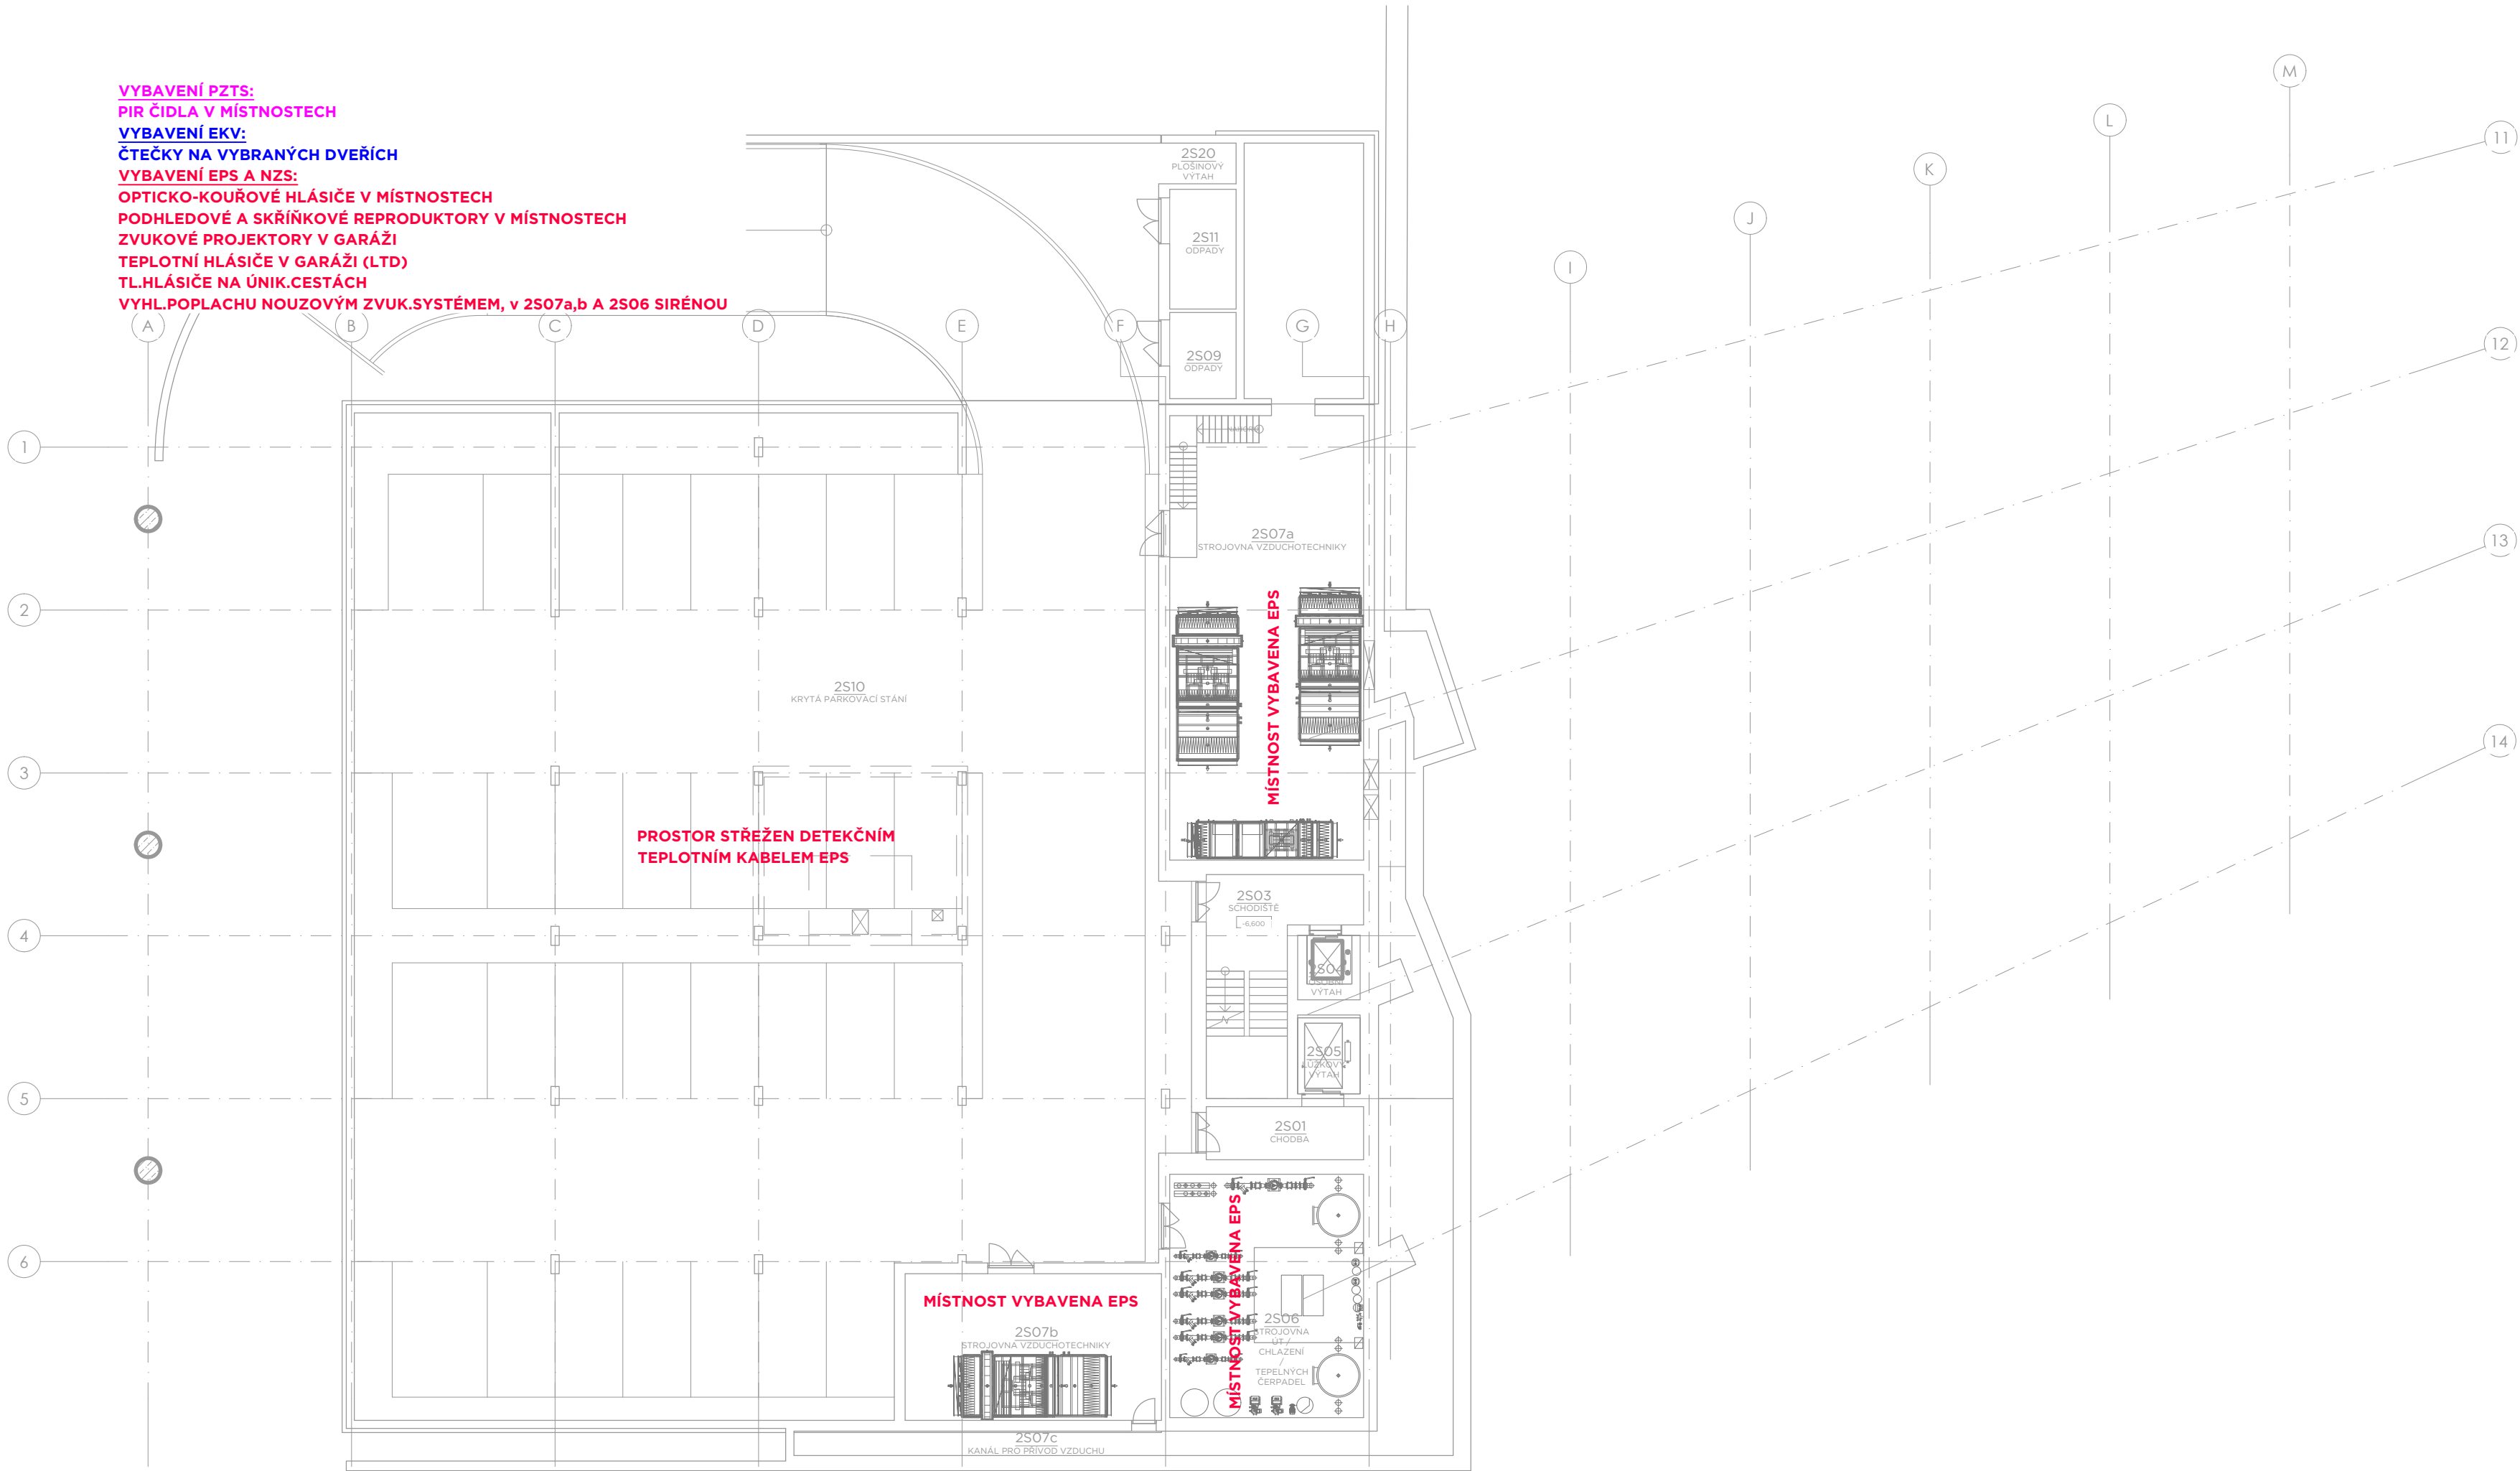 VYBAVENÍ PZTS:
PIR ČIDLA V MÍSTNOSTECH
VYBAVENÍ EKV:
ČTEČKY NA VYBRANÝCH DVEŘÍCH
VYBAVENÍ EPS A NZS:
OPTICKO-KOUŘOVÉ HLÁSIČE V MÍSTNOSTECH
PODHLEDOVÉ A SKŘÍŇKOVÉ REPRODUKTORY V MÍSTNOSTECH
ZVUKOVÉ PROJEKTORY V GARÁŽI
TEPLOTNÍ HLÁSIČE V GARÁŽI (LTD)
TL.HLÁSIČE NA ÚNIK.CESTÁCH
VYHL.POPLACHU NOUZOVÝM ZVUK.SYSTÉMEM, v 2S07a,b A 2S06 SIRÉNOU
A
B
C
D
E
F
G
H
I
J
K
L
M
11
12
13
14
1
2
3
4
5
6
2S20
PLOŠINOVÝ
VÝTAH
2S11
ODPADY
2S09
ODPADY
2S07a
STROJOVNA VZDUCHOTECHNIKY
MÍSTNOST VYBAVENA EPS
2S10
KRYTÁ PARKOVACÍ STÁNÍ
PROSTOR STŘEŽEN DETEKČNÍM
TEPLOTNÍM KABELEM EPS
2S03
SCHODIŠTĚ
-6,600
VÝTAH
2S05
LŮŽKOVÝ
VÝTAH
2S01
CHODBA
MÍSTNOST VYBAVENA EPS
2S06
STROJOVNA
ÚT /
CHLAZENÍ
/
TEPELNÝCH
ČERPADEL
MÍSTNOST VYBAVENA EPS
2S07b
STROJOVNA VZDUCHOTECHNIKY
2S07c
KANÁL PRO PŘÍVOD VZDUCHU